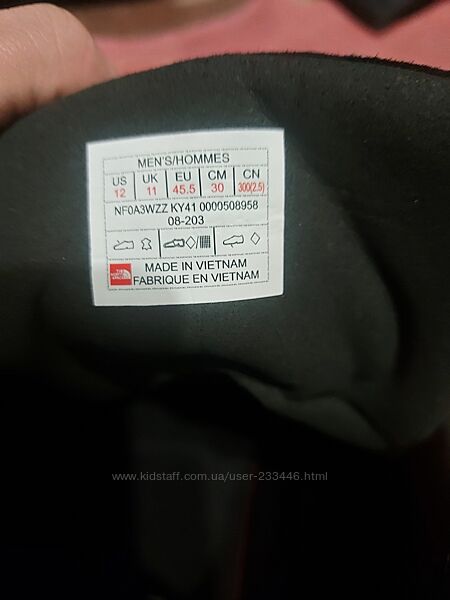 MEN'S/HOMMES
US UK EU CM CN
12 11 45.5 30 300(2.5)
NF0A3WZZ KY41 0000508958
08-203
THE NORTH FACE
MADE IN VIETNAM
FABRIQUE EN VIETNAM
www.kidstaff.com.ua/user-233446.html